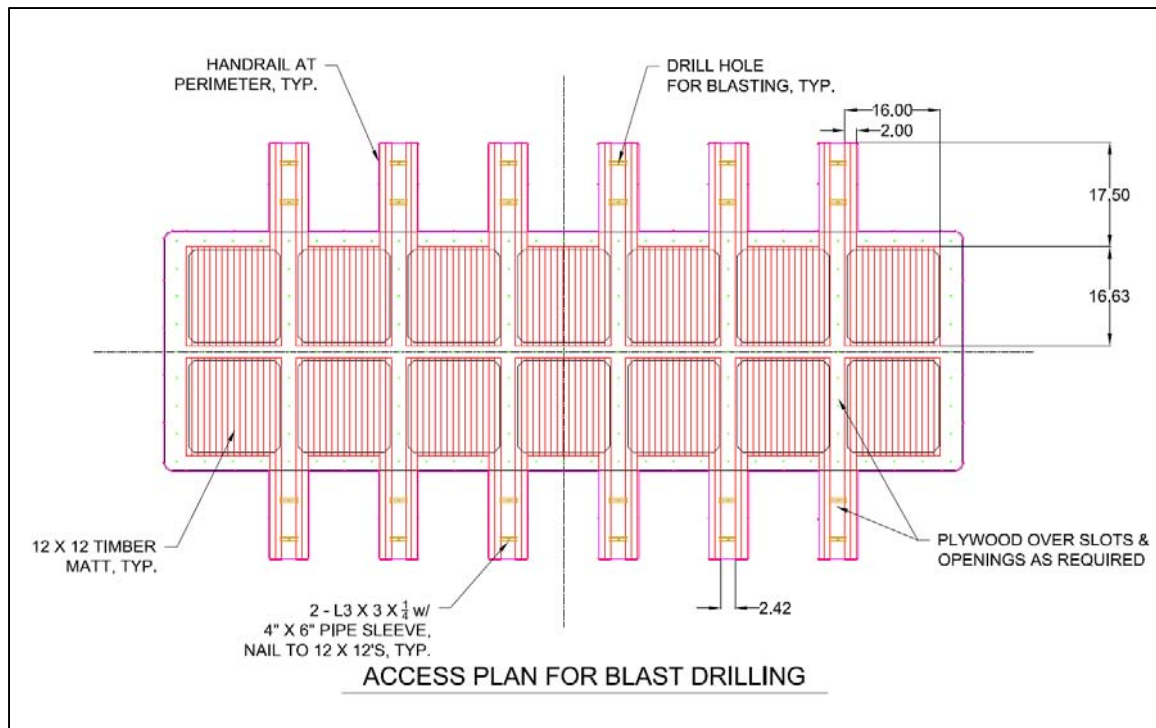 HANDRAIL AT
PERIMETER, TYP.
DRILL HOLE
FOR BLASTING, TYP.
16.00
2.00
17.50
16.63
12 X 12 TIMBER
MATT, TYP.
PLYWOOD OVER SLOTS &
OPENINGS AS REQUIRED
2 - L3 X 3 X 1/4 w/
4" X 6" PIPE SLEEVE,
NAIL TO 12 X 12'S, TYP.
2.42
ACCESS PLAN FOR BLAST DRILLING